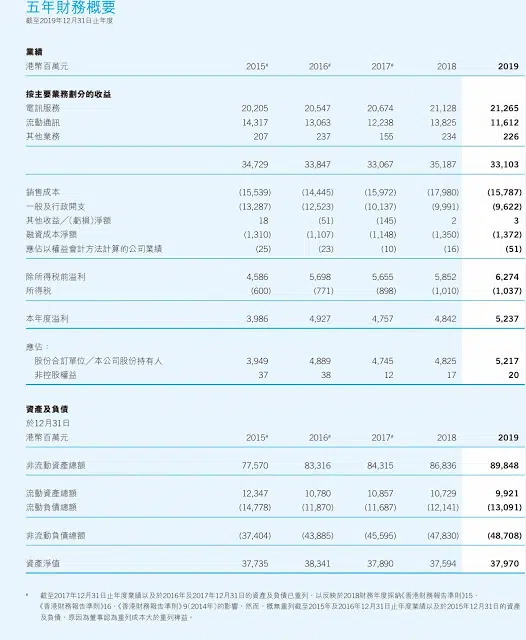 五年財務概要
截至2019年12月31日止年度
業績
港幣百萬元 2015# 2016# 2017# 2018 2019
按主要業務劃分的收益
電訊服務 20,205 20,547 20,674 21,128 21,265
流動通訊 14,317 13,063 12,238 13,825 11,612
其他業務 207 237 155 234 226
34,729 33,847 33,067 35,187 33,103
銷售成本 (15,539) (14,445) (15,972) (17,980) (15,787)
一般及行政開支 (13,287) (12,523) (10,137) (9,991) (9,622)
其他收益／(虧損)淨額 18 (51) (145) 2 3
融資成本淨額 (1,310) (1,107) (1,148) (1,350) (1,372)
應佔以權益會計方法計算的公司業績 (25) (23) (10) (16) (51)
除所得稅前溢利 4,586 5,698 5,655 5,852 6,274
所得稅 (600) (771) (898) (1,010) (1,037)
本年度溢利 3,986 4,927 4,757 4,842 5,237
應佔：
股份合訂單位／本公司股份持有人 3,949 4,889 4,745 4,825 5,217
非控股權益 37 38 12 17 20
資產及負債
於12月31日
港幣百萬元 2015# 2016# 2017# 2018 2019
非流動資產總額 77,570 83,316 84,315 86,836 89,848
流動資產總額 12,347 10,780 10,857 10,729 9,921
流動負債總額 (14,778) (11,870) (11,687) (12,141) (13,091)
非流動負債總額 (37,404) (43,885) (45,595) (47,830) (48,708)
資產淨值 37,735 38,341 37,890 37,594 37,970
# 截至2017年12月31日止年度業績以及於2016年及2017年12月31日的資產及負債已重列，以反映於2018財務年度採納《香港財務報告準則》15、
《香港財務報告準則》16、《香港財務報告準則》9(2014年)的影響。然而，概無重列截至2015年及2016年12月31日止年度業績以及於2015年12月31日的資產
及負債，原因為董事認為重列成本大於重列裨益。